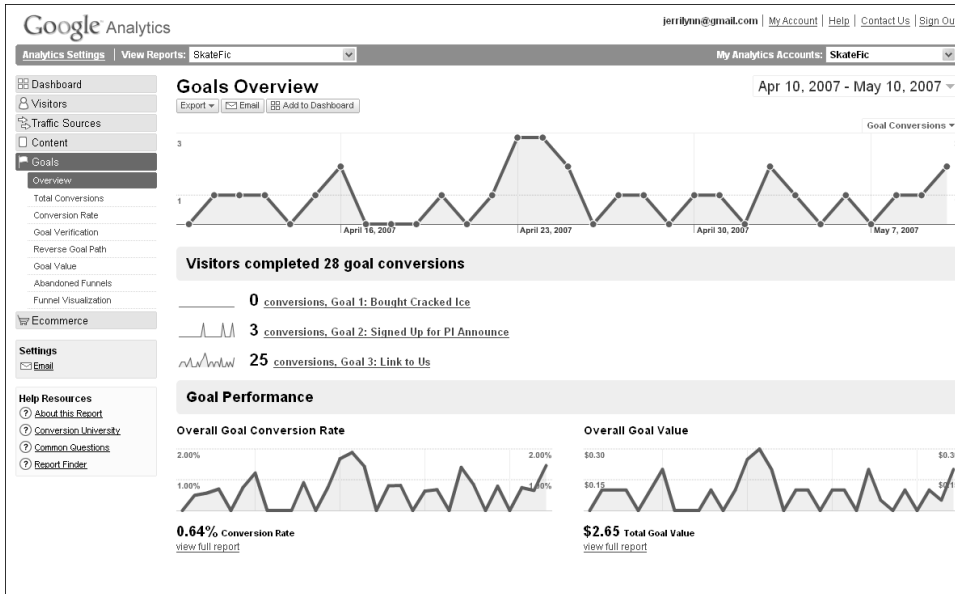 Google Analytics
jerrilynn@gmail.com | My Account | Help | Contact Us | Sign Ou
Analytics Settings | View Reports: SkateFic
My Analytics Accounts: SkateFic
Dashboard
Visitors
Traffic Sources
Content
Goals
Overview
Total Conversions
Conversion Rate
Goal Verification
Reverse Goal Path
Goal Value
Abandoned Funnels
Funnel Visualization
Ecommerce
Settings
Email
Help Resources
? About this Report
? Conversion University
? Common Questions
? Report Finder
Goals Overview
Apr 10, 2007 - May 10, 2007
Export Email Add to Dashboard
Goal Conversions
3
1
April 16, 2007 April 23, 2007 April 30, 2007 May 7, 2007
Visitors completed 28 goal conversions
0 conversions, Goal 1: Bought Cracked Ice
3 conversions, Goal 2: Signed Up for PI Announce
25 conversions, Goal 3: Link to Us
Goal Performance
Overall Goal Conversion Rate
2.00% 2.00%
1.00% 1.00%
0.64% Conversion Rate
view full report
Overall Goal Value
$0.30 $0.3
$0.15 $0.1
$2.65 Total Goal Value
view full report